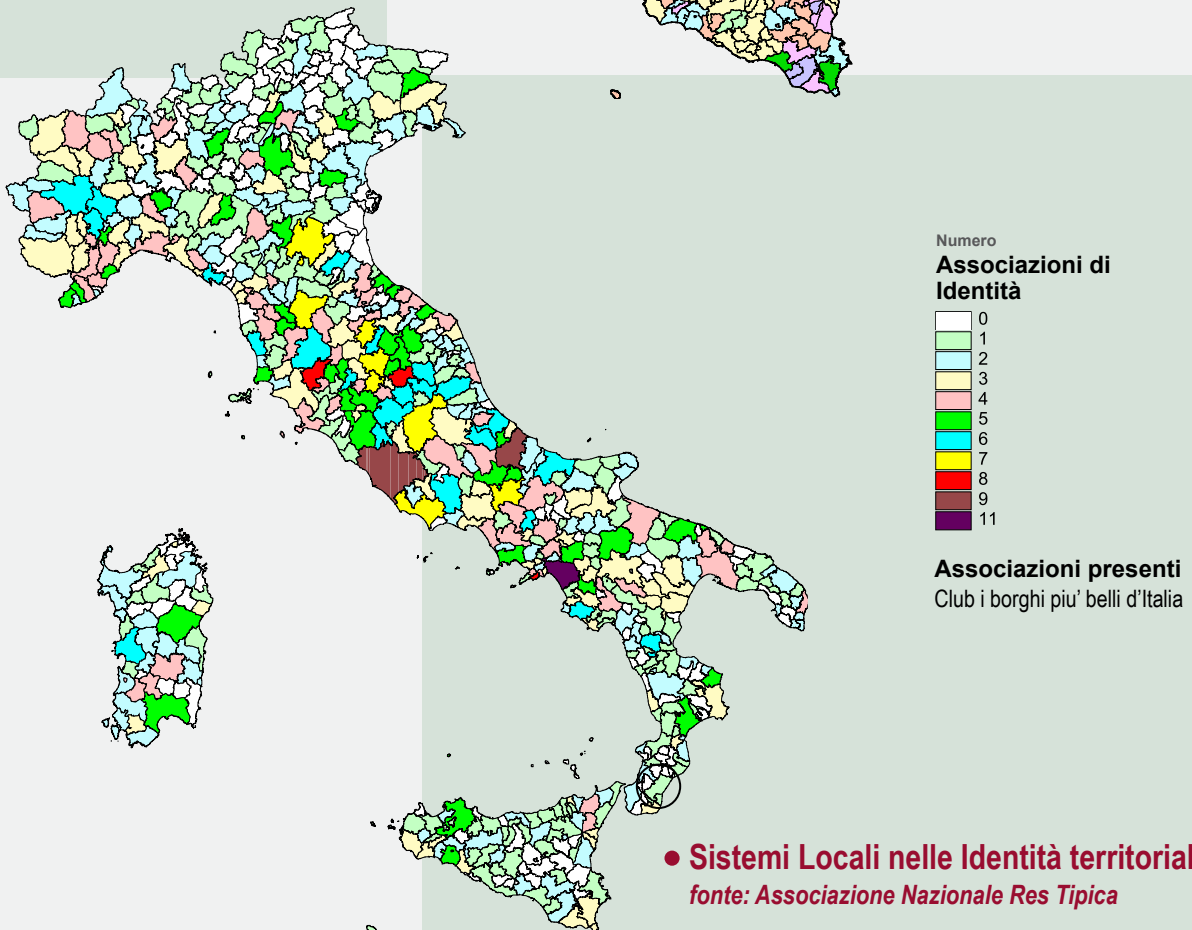 Numero
Associazioni di
Identità
0
1
2
3
4
5
6
7
8
9
11
Associazioni presenti
Club i borghi piu' belli d'Italia
• Sistemi Locali nelle Identità territorial
fonte: Associazione Nazionale Res Tipica